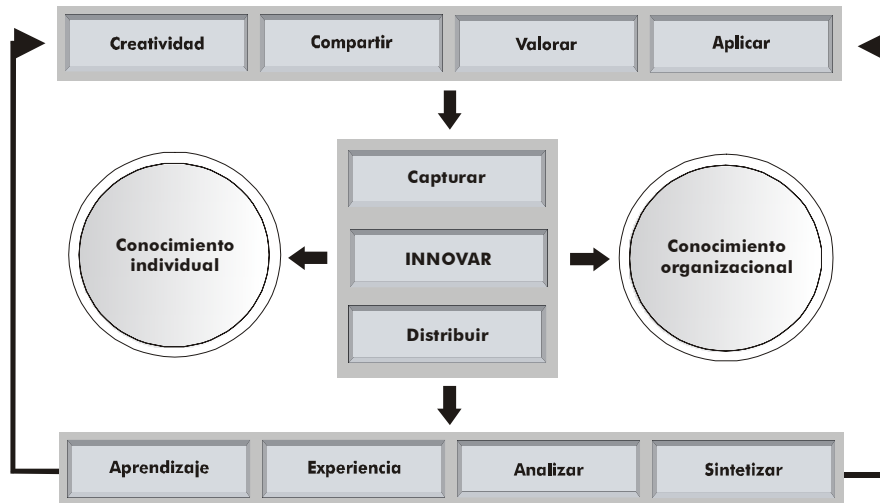 Creatividad
Compartir
Valorar
Aplicar
Capturar
Conocimiento
individual
INNOVAR
Conocimiento
organizacional
Distribuir
Aprendizaje
Experiencia
Analizar
Sintetizar